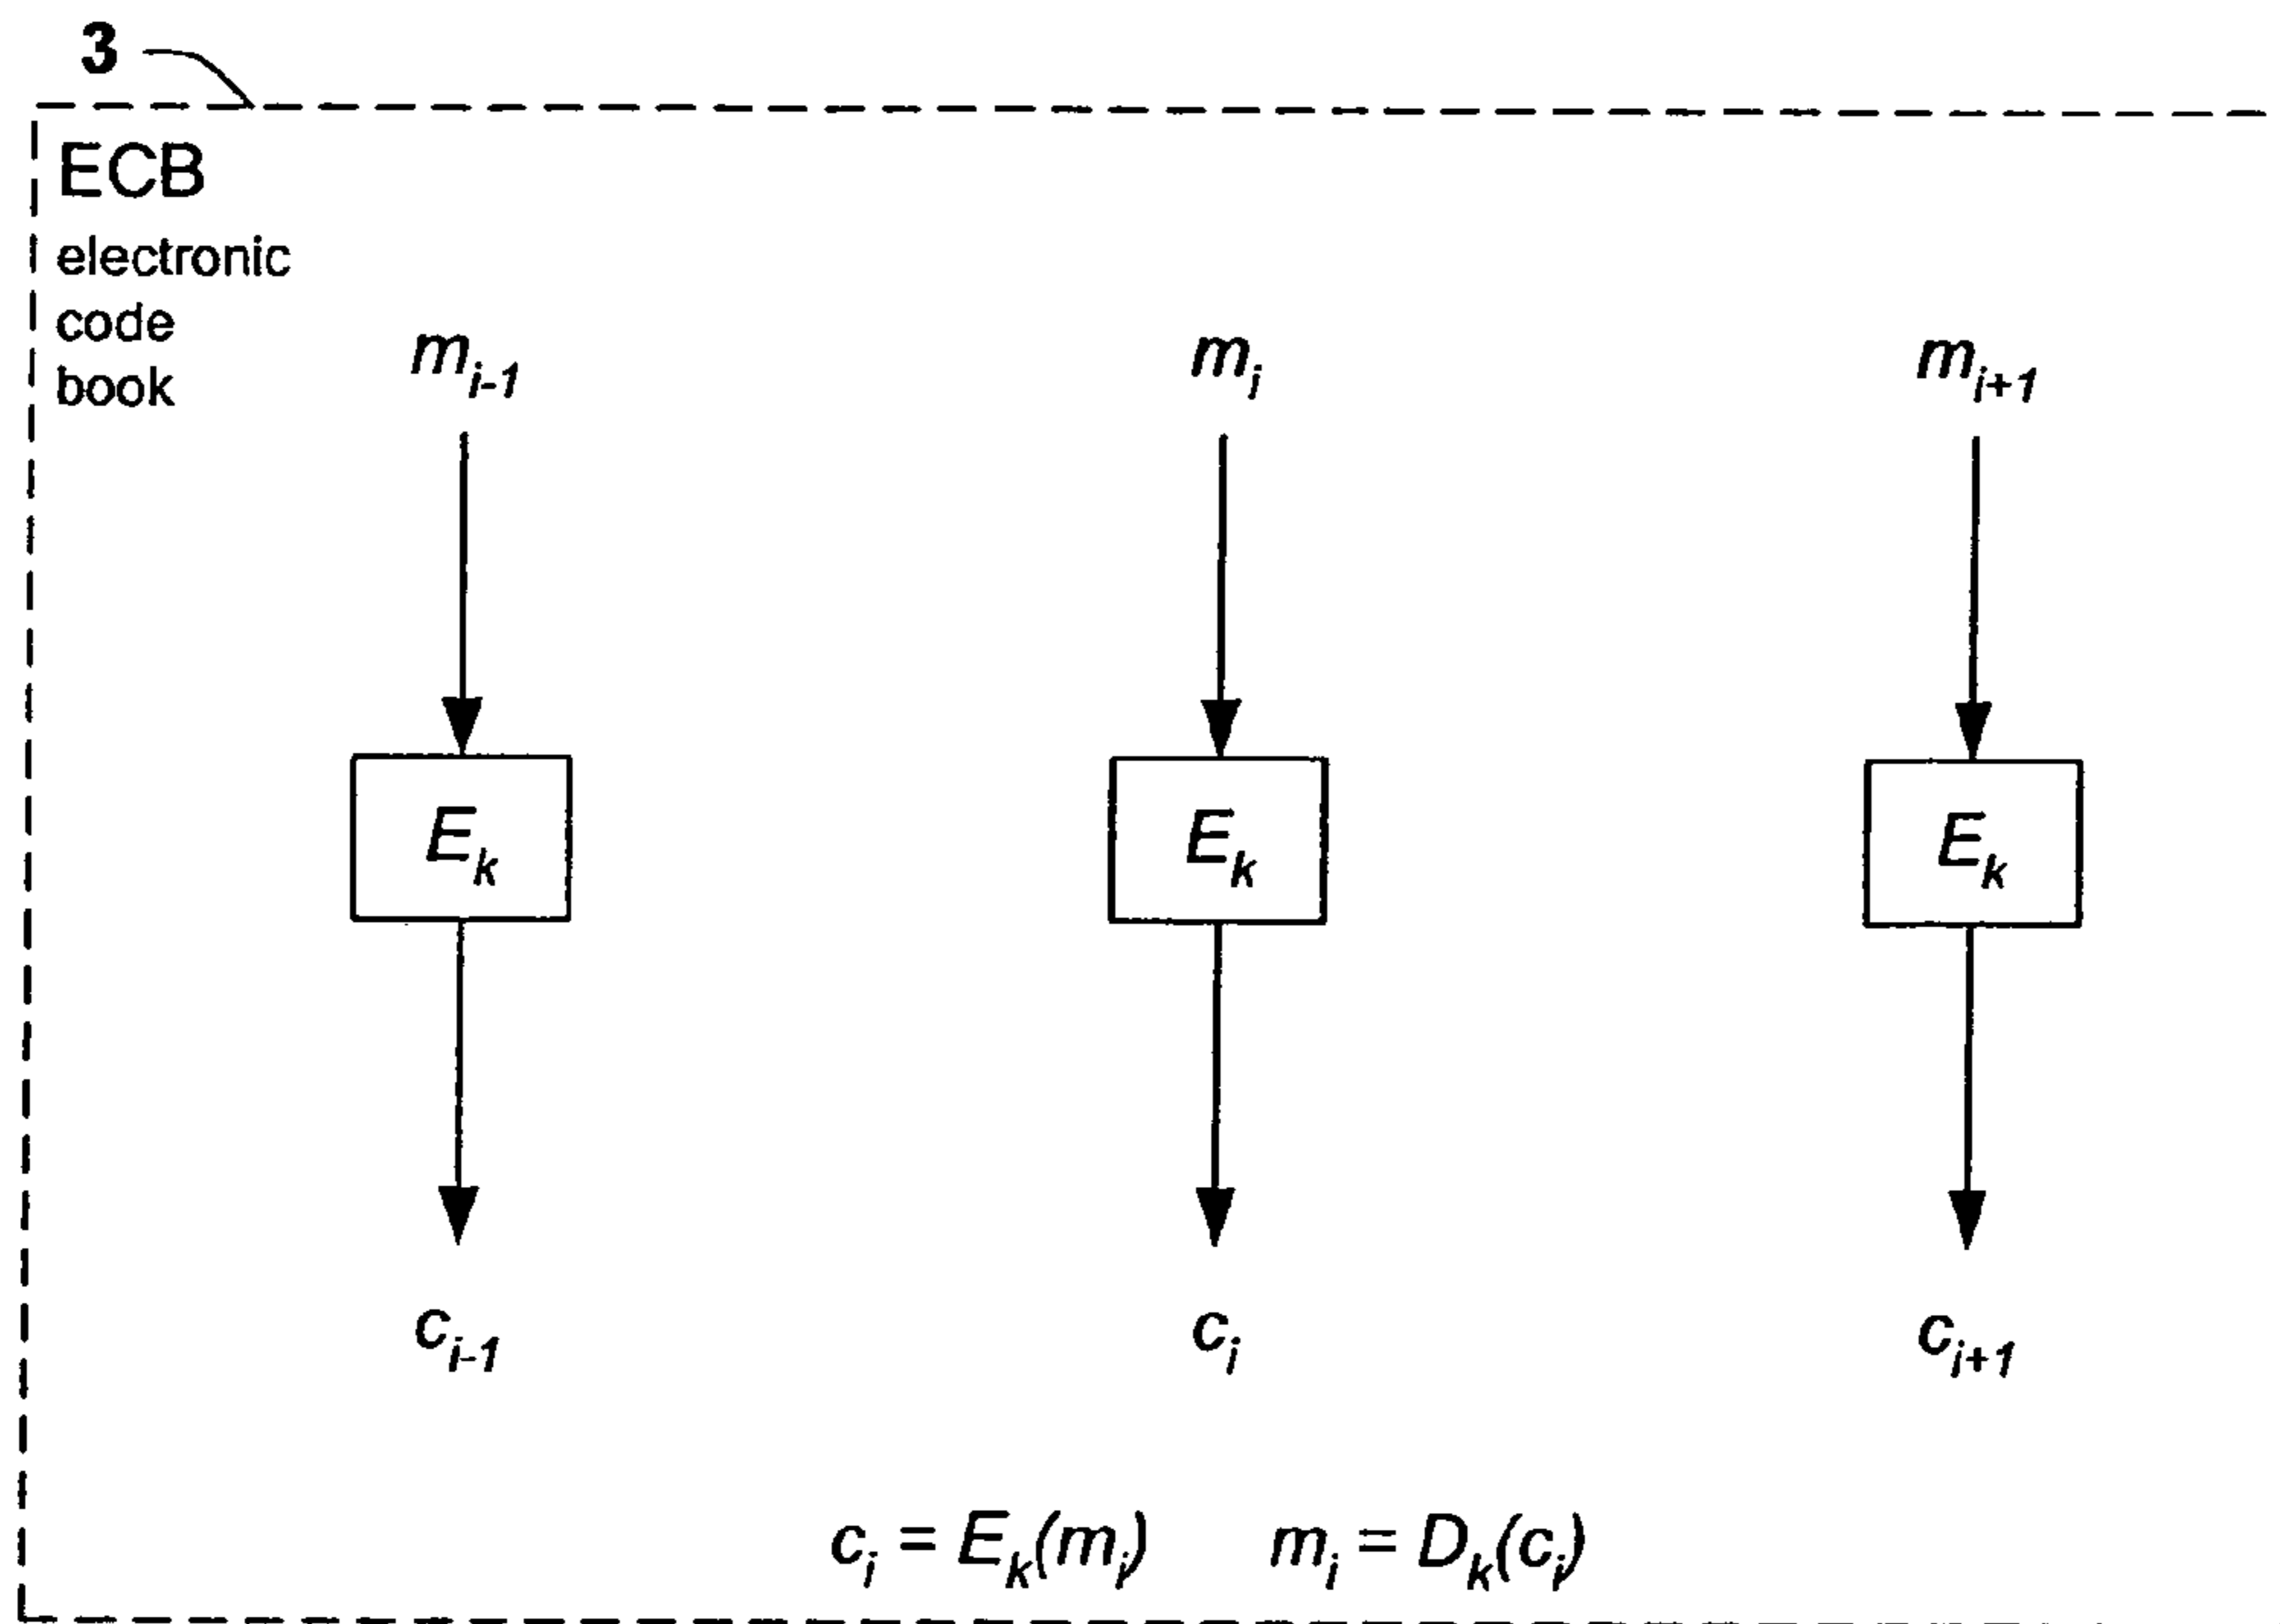 3
ECB
electronic
code
book
m_{i-1} m_i m_{i+1}
E_k E_k E_k
c_{i-1} c_i c_{i+1}
c_i = E_k(m_i) m_i = D_k(c_i)